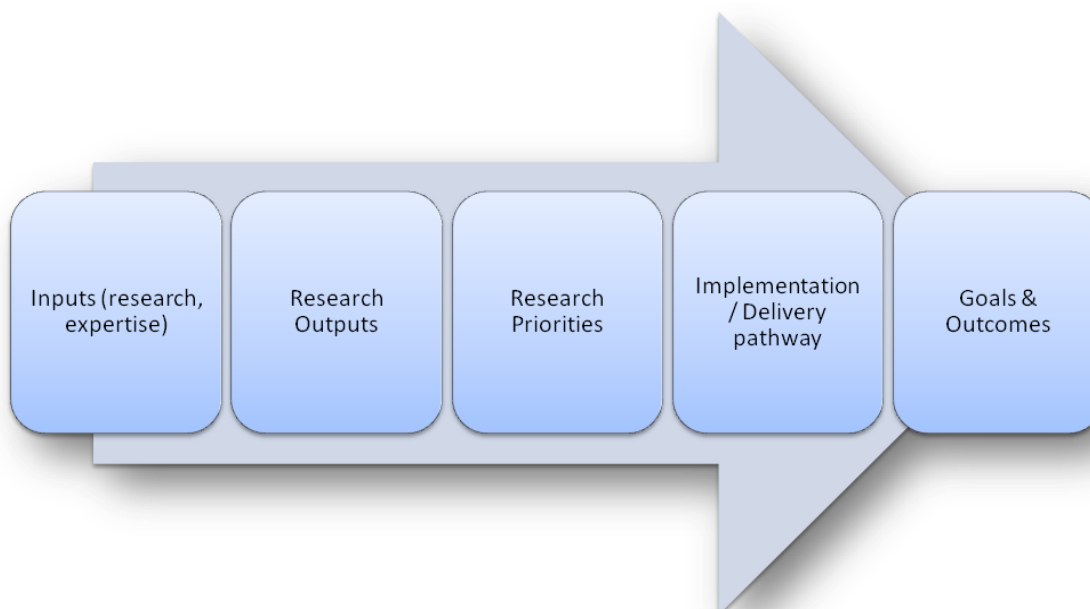 Inputs (research,
expertise)
Research
Outputs
Research
Priorities
Implementation
/ Delivery
pathway
Goals &
Outcomes